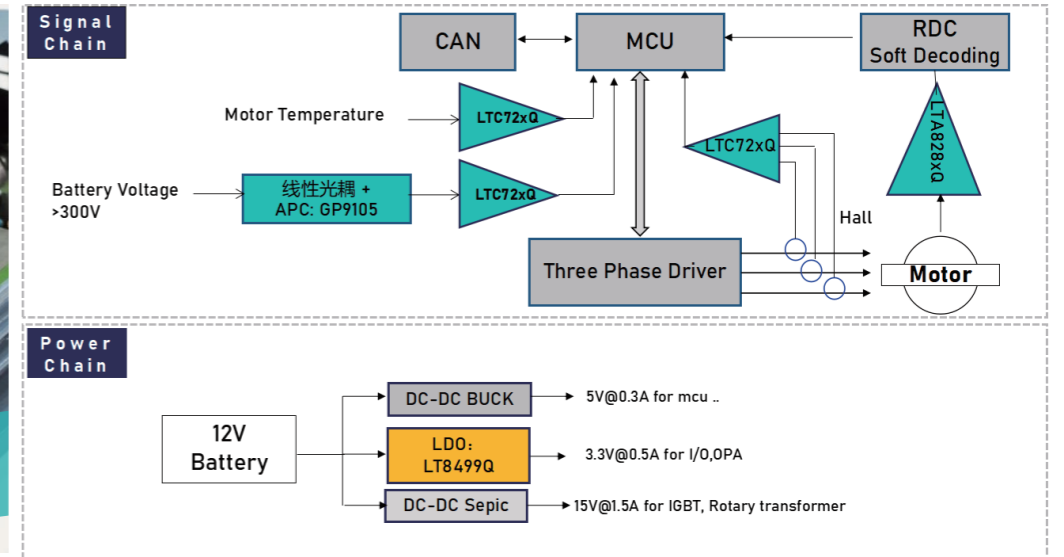 Signal
Chain
CAN
MCU
RDC
Soft Decoding
Motor Temperature
LTC72xQ
LTC72xQ
LTA828xQ
Battery Voltage
>300V
线性光耦 +
APC: GP9105
LTC72xQ
Hall
Three Phase Driver
Motor
Power
Chain
DC-DC BUCK
5V@0.3A for mcu ..
12V
Battery
LDO:
LT8499Q
3.3V@0.5A for I/O,OPA
DC-DC Sepic
15V@1.5A for IGBT, Rotary transformer